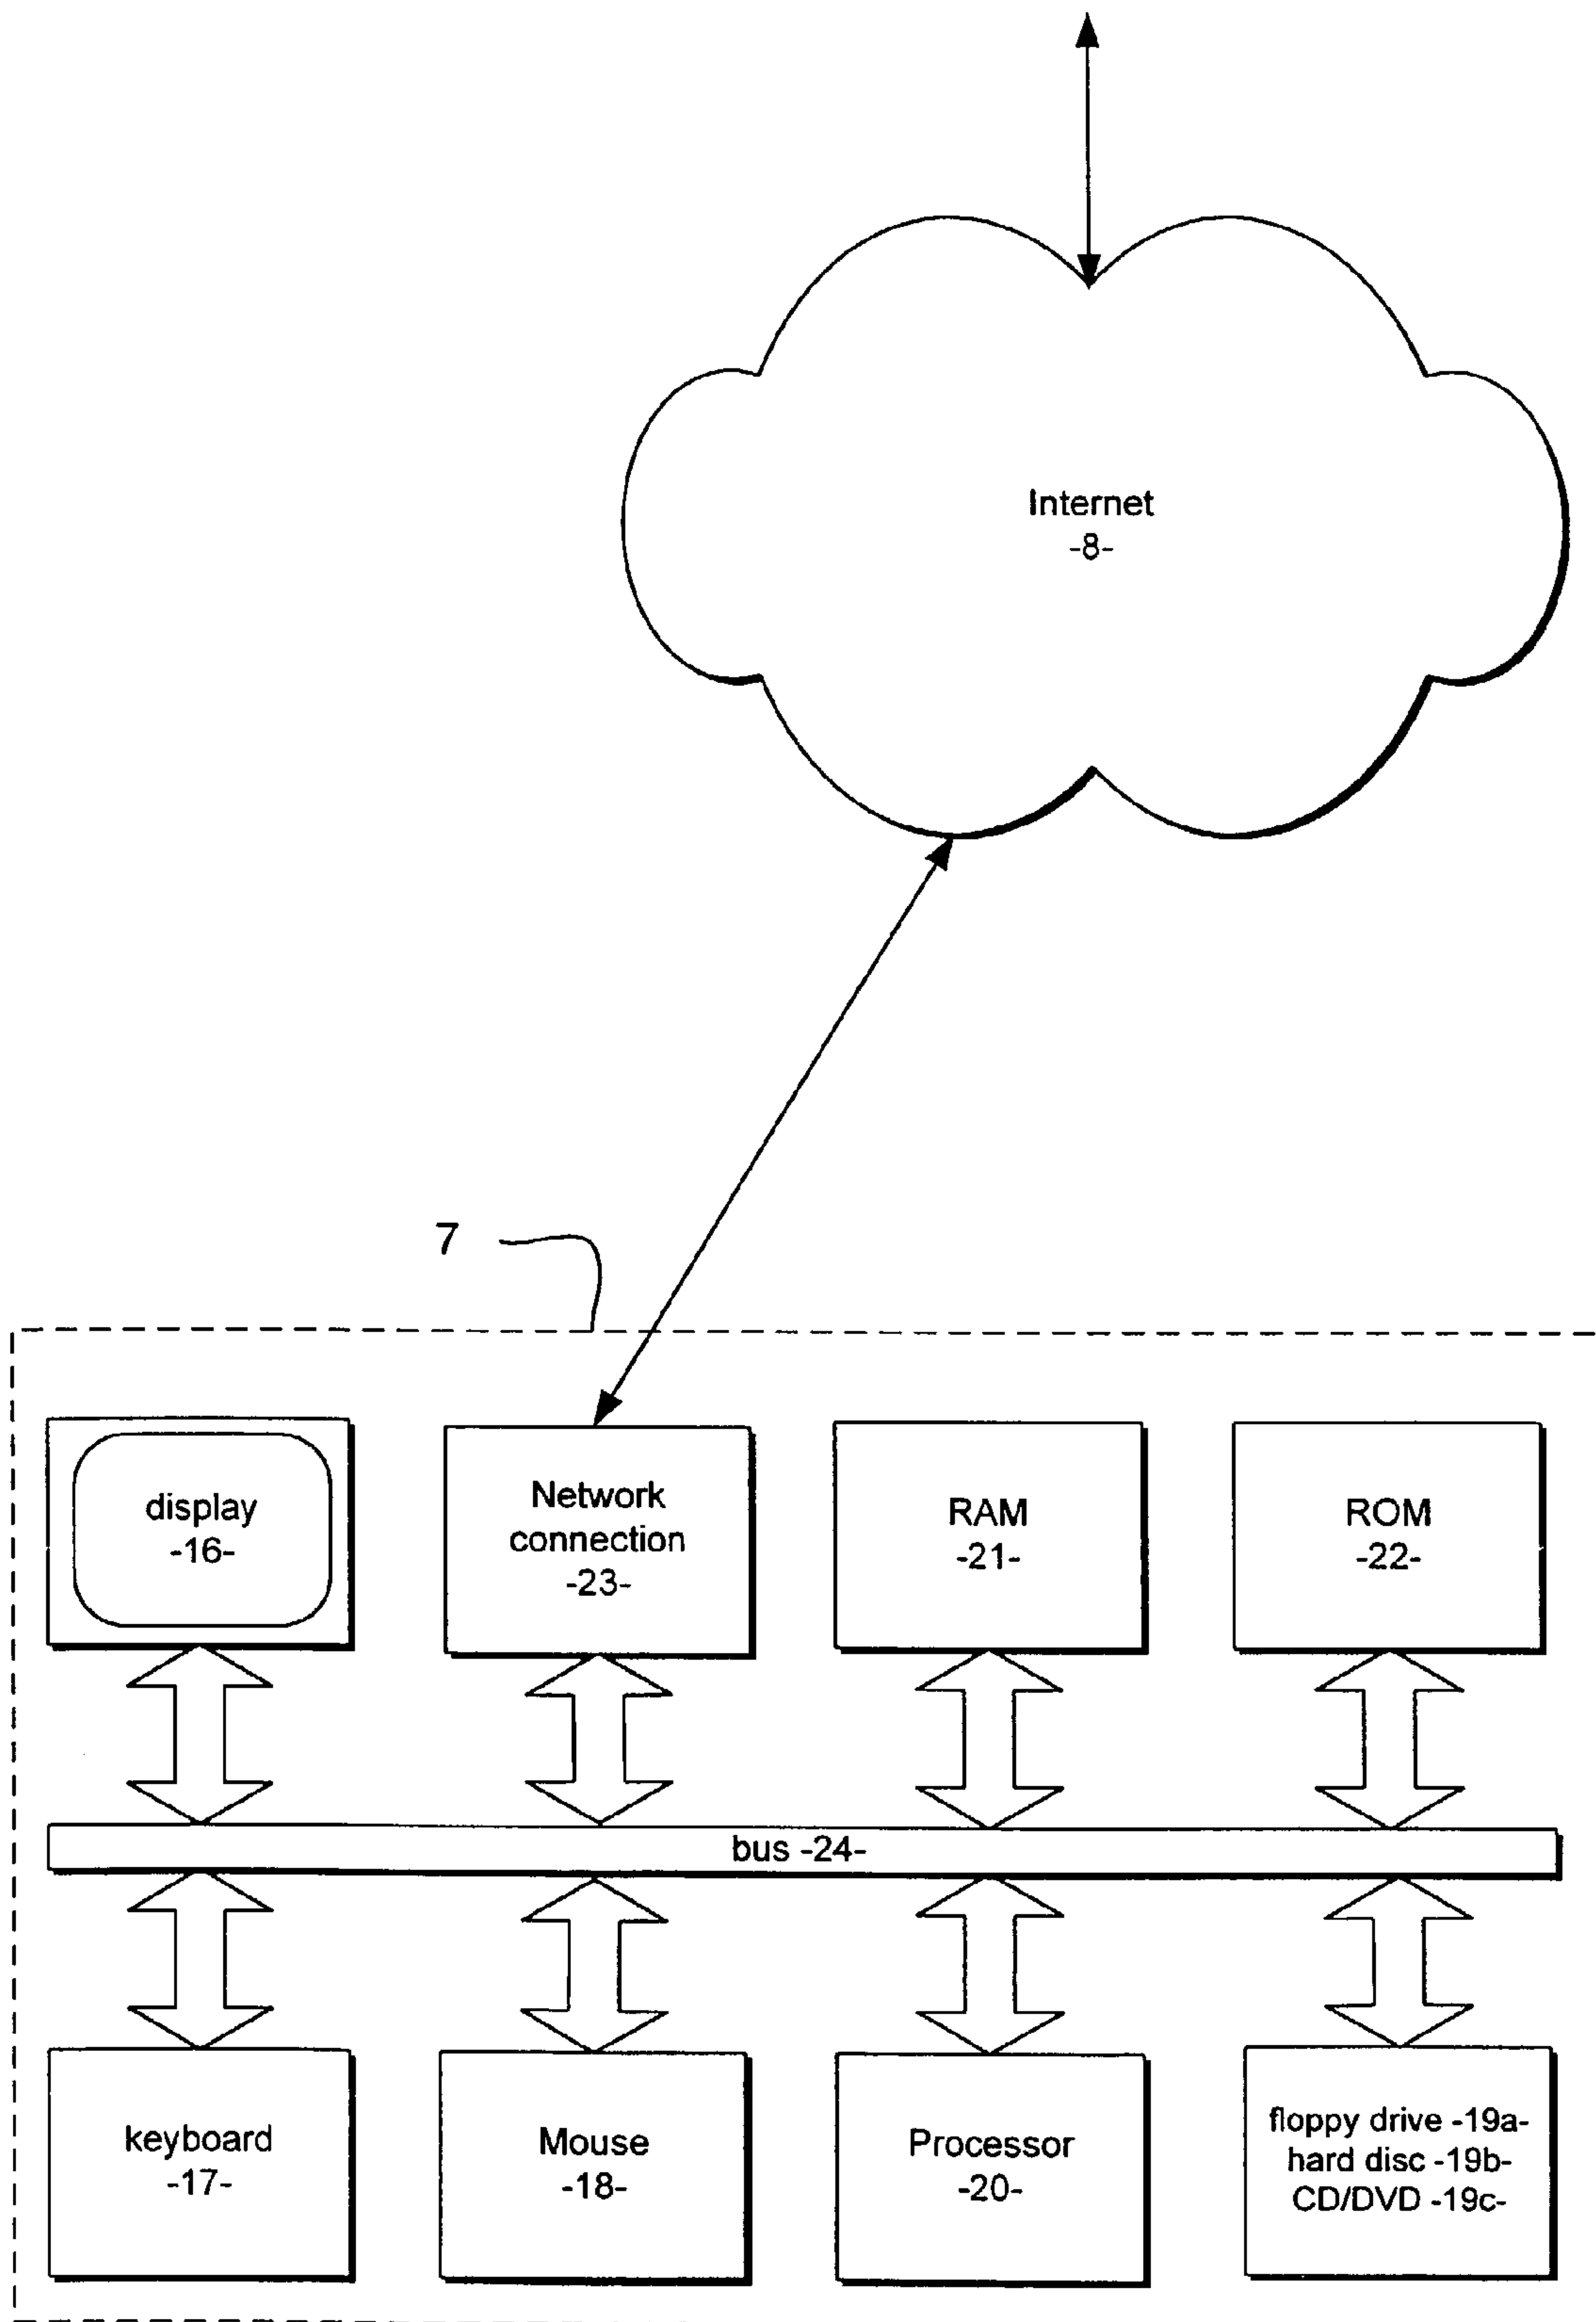 Internet
-8-
7
display
-16-
Network
connection
-23-
RAM
-21-
ROM
-22-
bus -24-
keyboard
-17-
Mouse
-18-
Processor
-20-
floppy drive -19a-
hard disc -19b-
CD/DVD -19c-